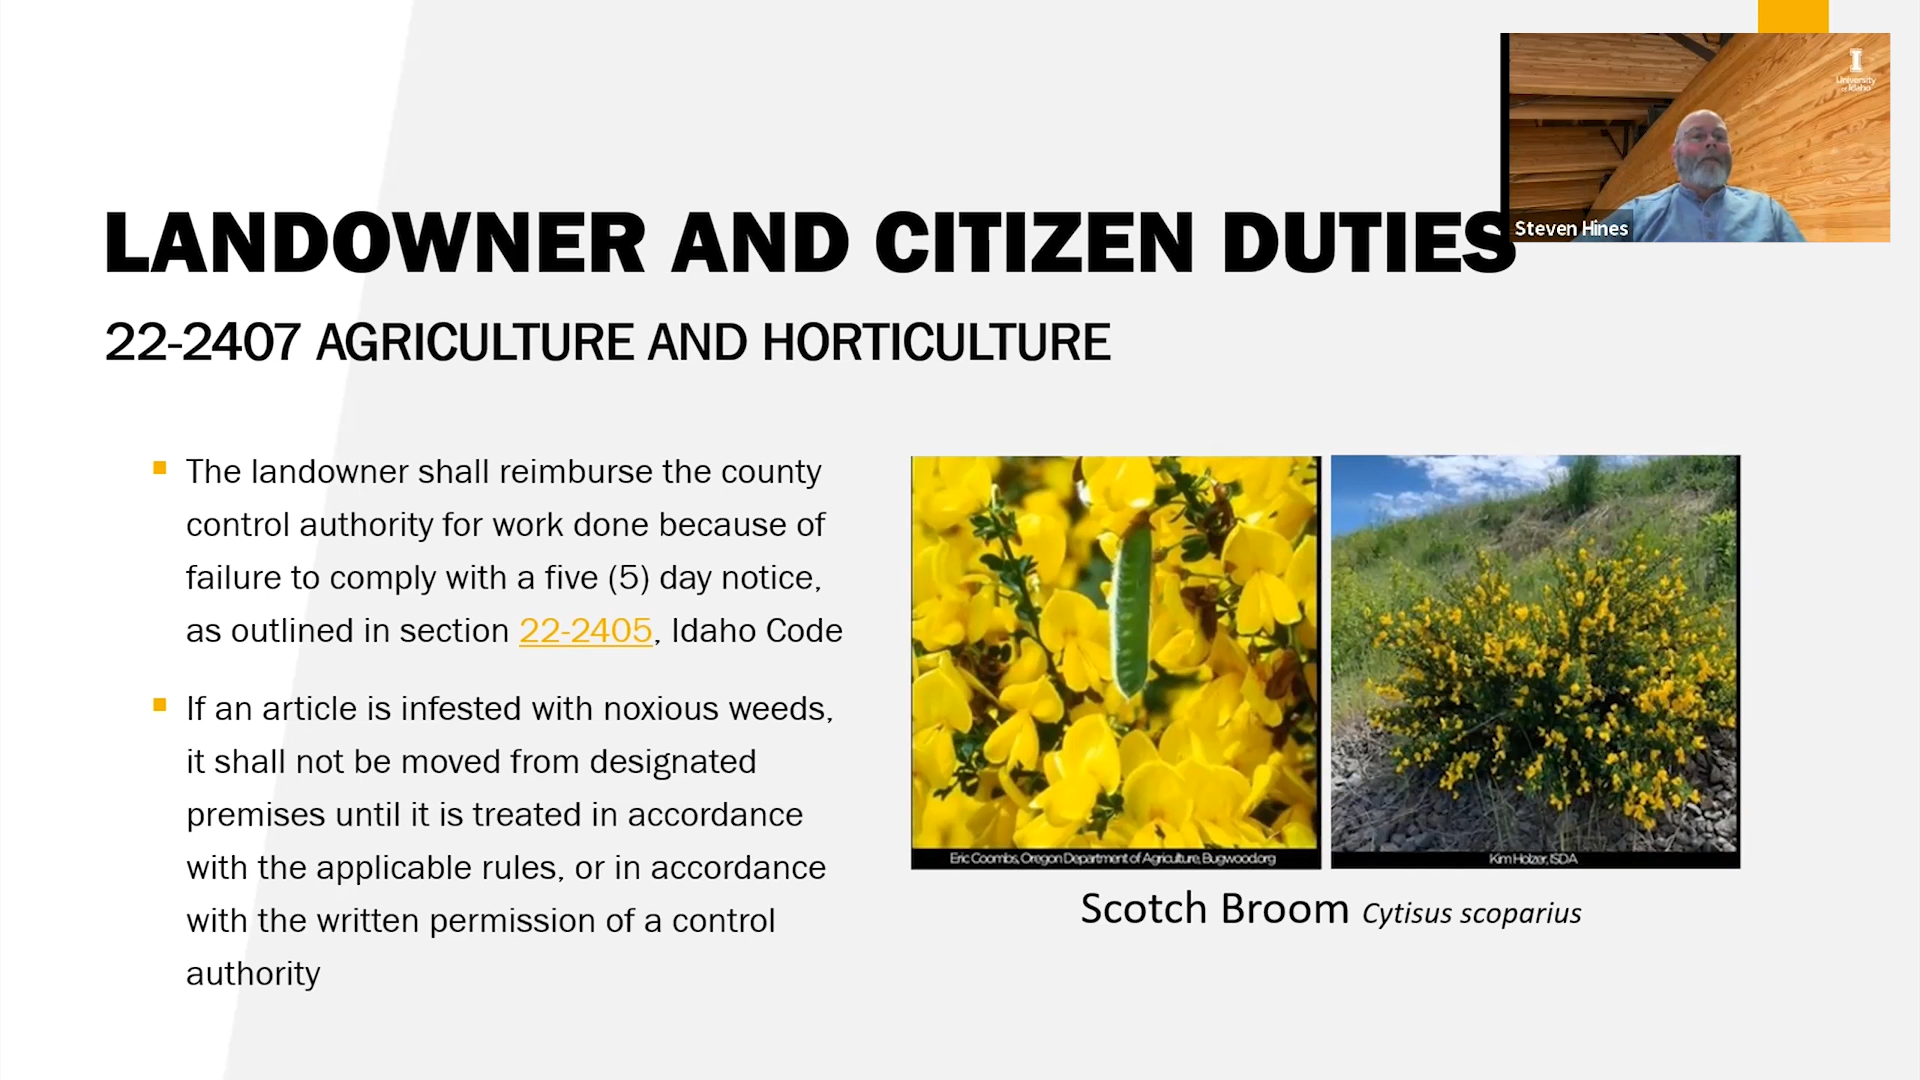 I
University
of Idaho
Steven Hines
LANDOWNER AND CITIZEN DUTIES
22-2407 AGRICULTURE AND HORTICULTURE
The landowner shall reimburse the county
control authority for work done because of
failure to comply with a five (5) day notice,
as outlined in section 22-2405, Idaho Code
If an article is infested with noxious weeds,
it shall not be moved from designated
premises until it is treated in accordance
with the applicable rules, or in accordance
with the written permission of a control
authority
Eric Coombs, Oregon Department of Agriculture, Bugwood.org
Kim Holzer, ISDA
Scotch Broom Cytisus scoparius